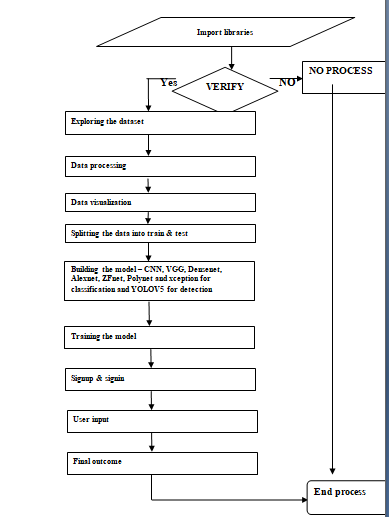 Import libraries
NO PROCESS
Yes
VERIFY
NO
Exploring the dataset
Data processing
Data visualization
Splitting the data into train & test
Building the model – CNN, VGG, Densenet,
Alexnet, ZFnet, Polynet and xception for
classification and YOLOV5 for detection
Training the model
Signup & signin
User input
Final outcome
End process